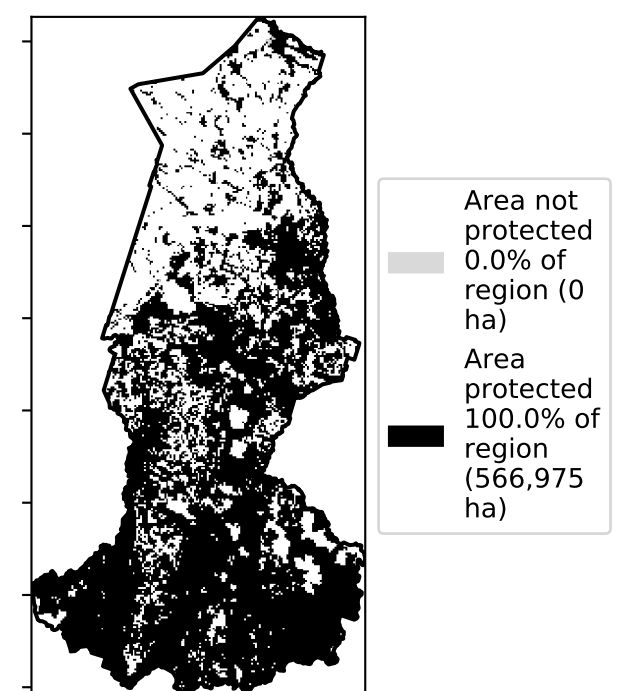 Area not
protected
0.0% of
region (0
ha)
Area
protected
100.0% of
region
(566,975
ha)